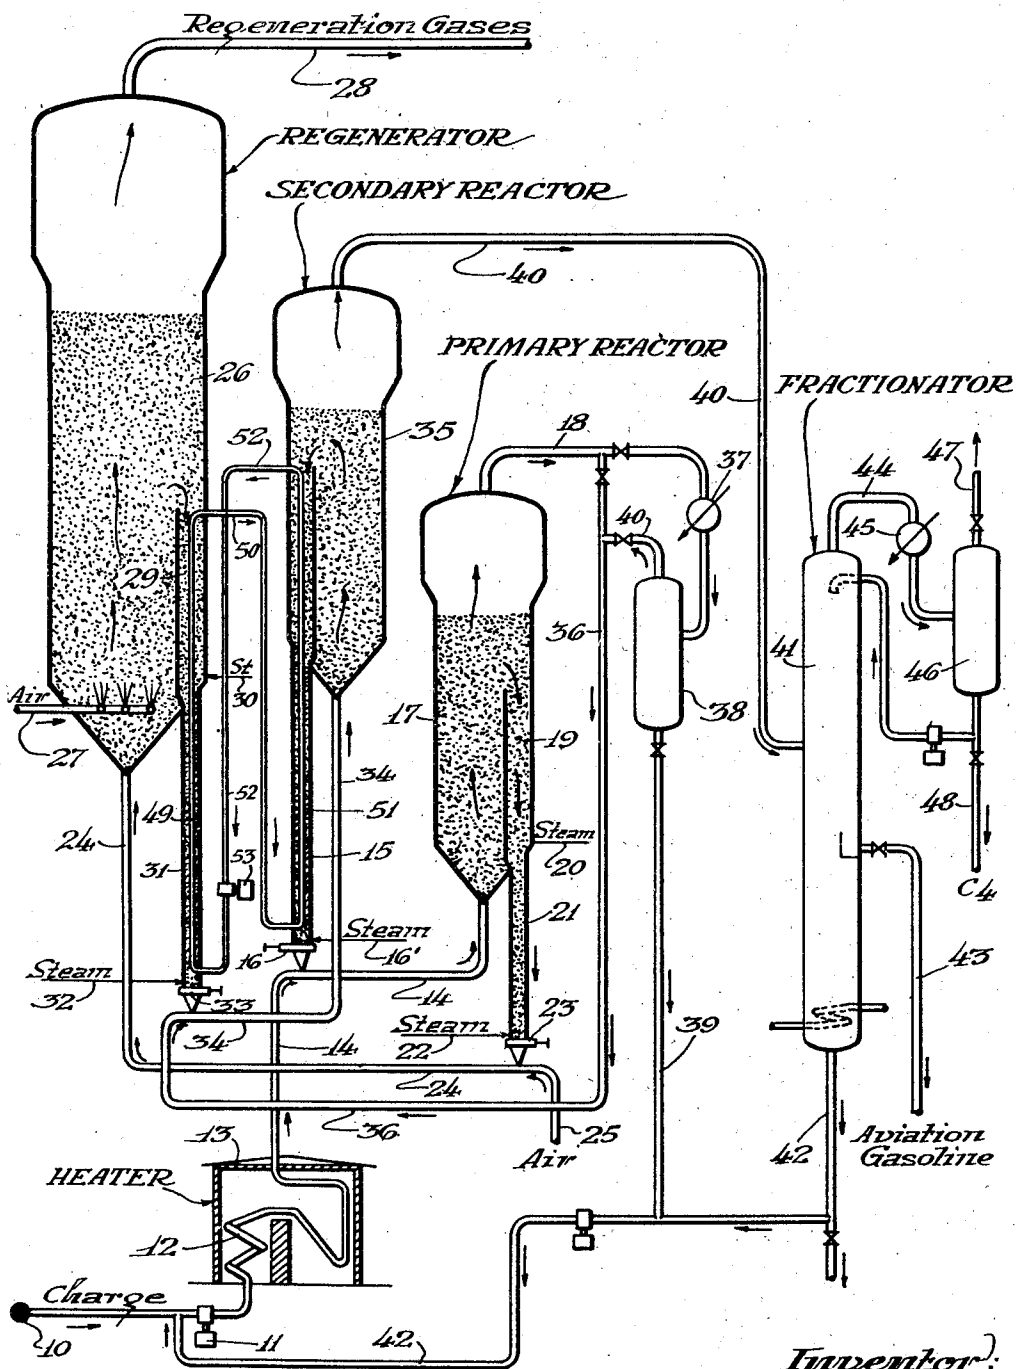 Regeneration Gases
28
REGENERATOR
SECONDARY REACTOR
40
PRIMARY REACTOR
FRACTIONATOR
40
26
35
52
18
37
44
47
45
40
50
29
36
41
46
St
30
Air
27
17
19
38
34
24
49
52
51
48
31
53
15
Steam
20
C4
21
Steam
16
16'
43
Steam
32
33
14
Steam
22
23
39
34
14
24
36
25
Air
13
42
Aviation
Gasoline
HEATER
12
Charge
10
11
42
Inventor: